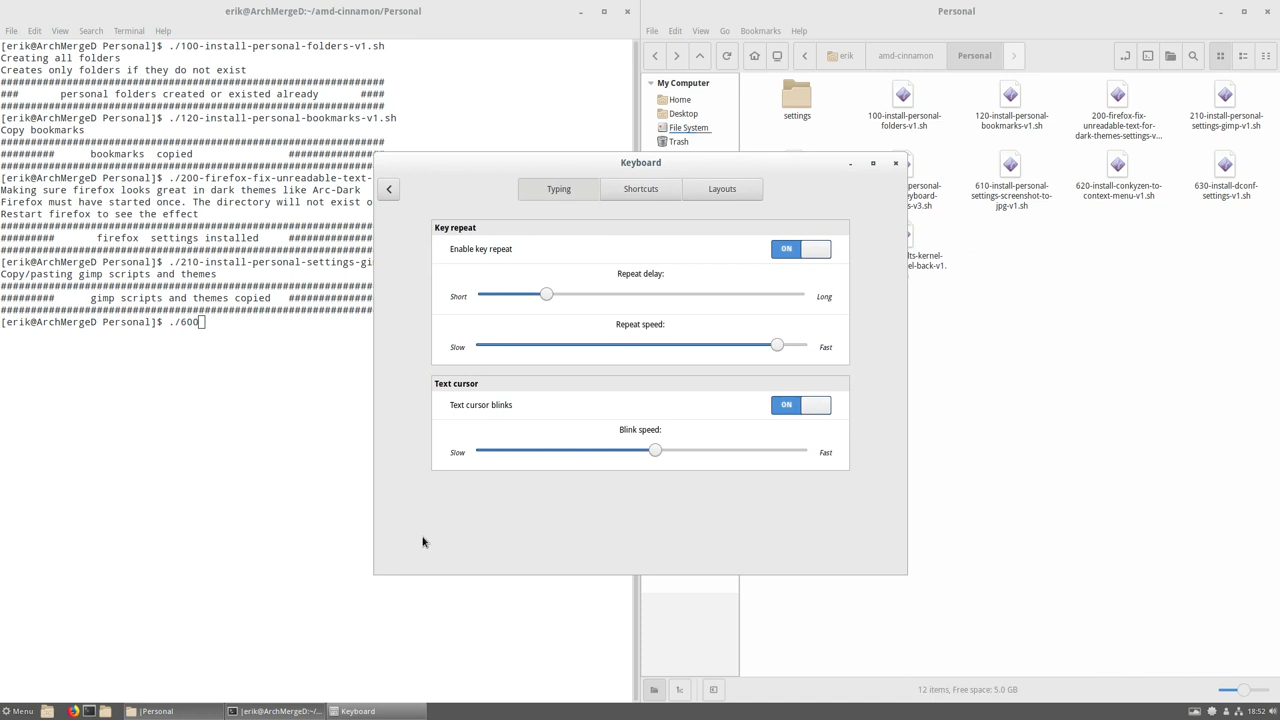 erik@ArchMergeD:~/amd-cinnamon/Personal
File Edit View Search Terminal Help
[erik@ArchMergeD Personal]$ ./100-install-personal-folders-v1.sh
Creating all folders
Creates only folders if they do not exist
################################################################
### personal folders created or existed already ####
################################################################
[erik@ArchMergeD Personal]$ ./120-install-personal-bookmarks-v1.sh
Copy bookmarks
################################################################
######### bookmarks copied ################
[erik@ArchMergeD Personal]$ ./200-firefox-fix-unreadable-text-
Making sure firefox looks great in dark themes like Arc-Dark
Firefox must have started once. The directory will not exist o
Restart firefox to see the effect
######### firefox settings installed
[erik@ArchMergeD Personal]$ ./210-install-personal-settings-gi
Copy/pasting gimp scripts and themes
######### gimp scripts and themes copied
[erik@ArchMergeD Personal]$ ./600
Personal
File Edit View Go Bookmarks Help
erik amd-cinnamon Personal
My Computer
Home
Desktop
File System
Trash
settings
100-install-personal-folders-v1.sh
120-install-personal-bookmarks-v1.sh
200-firefox-fix-unreadable-text-for-dark-themes-settings-v...
210-install-personal-settings-gimp-v1.sh
610-install-personal-settings-screenshot-to-jpg-v1.sh
620-install-conkyzen-to-context-menu-v1.sh
630-install-dconf-settings-v1.sh
12 items, Free space: 5.0 GB
Keyboard
Typing Shortcuts Layouts
Key repeat
Enable key repeat ON
Repeat delay:
Short Long
Repeat speed:
Slow Fast
Text cursor
Text cursor blinks ON
Blink speed:
Slow Fast
Menu |Personal |erik@ArchMergeD:~/... Keyboard 18:52